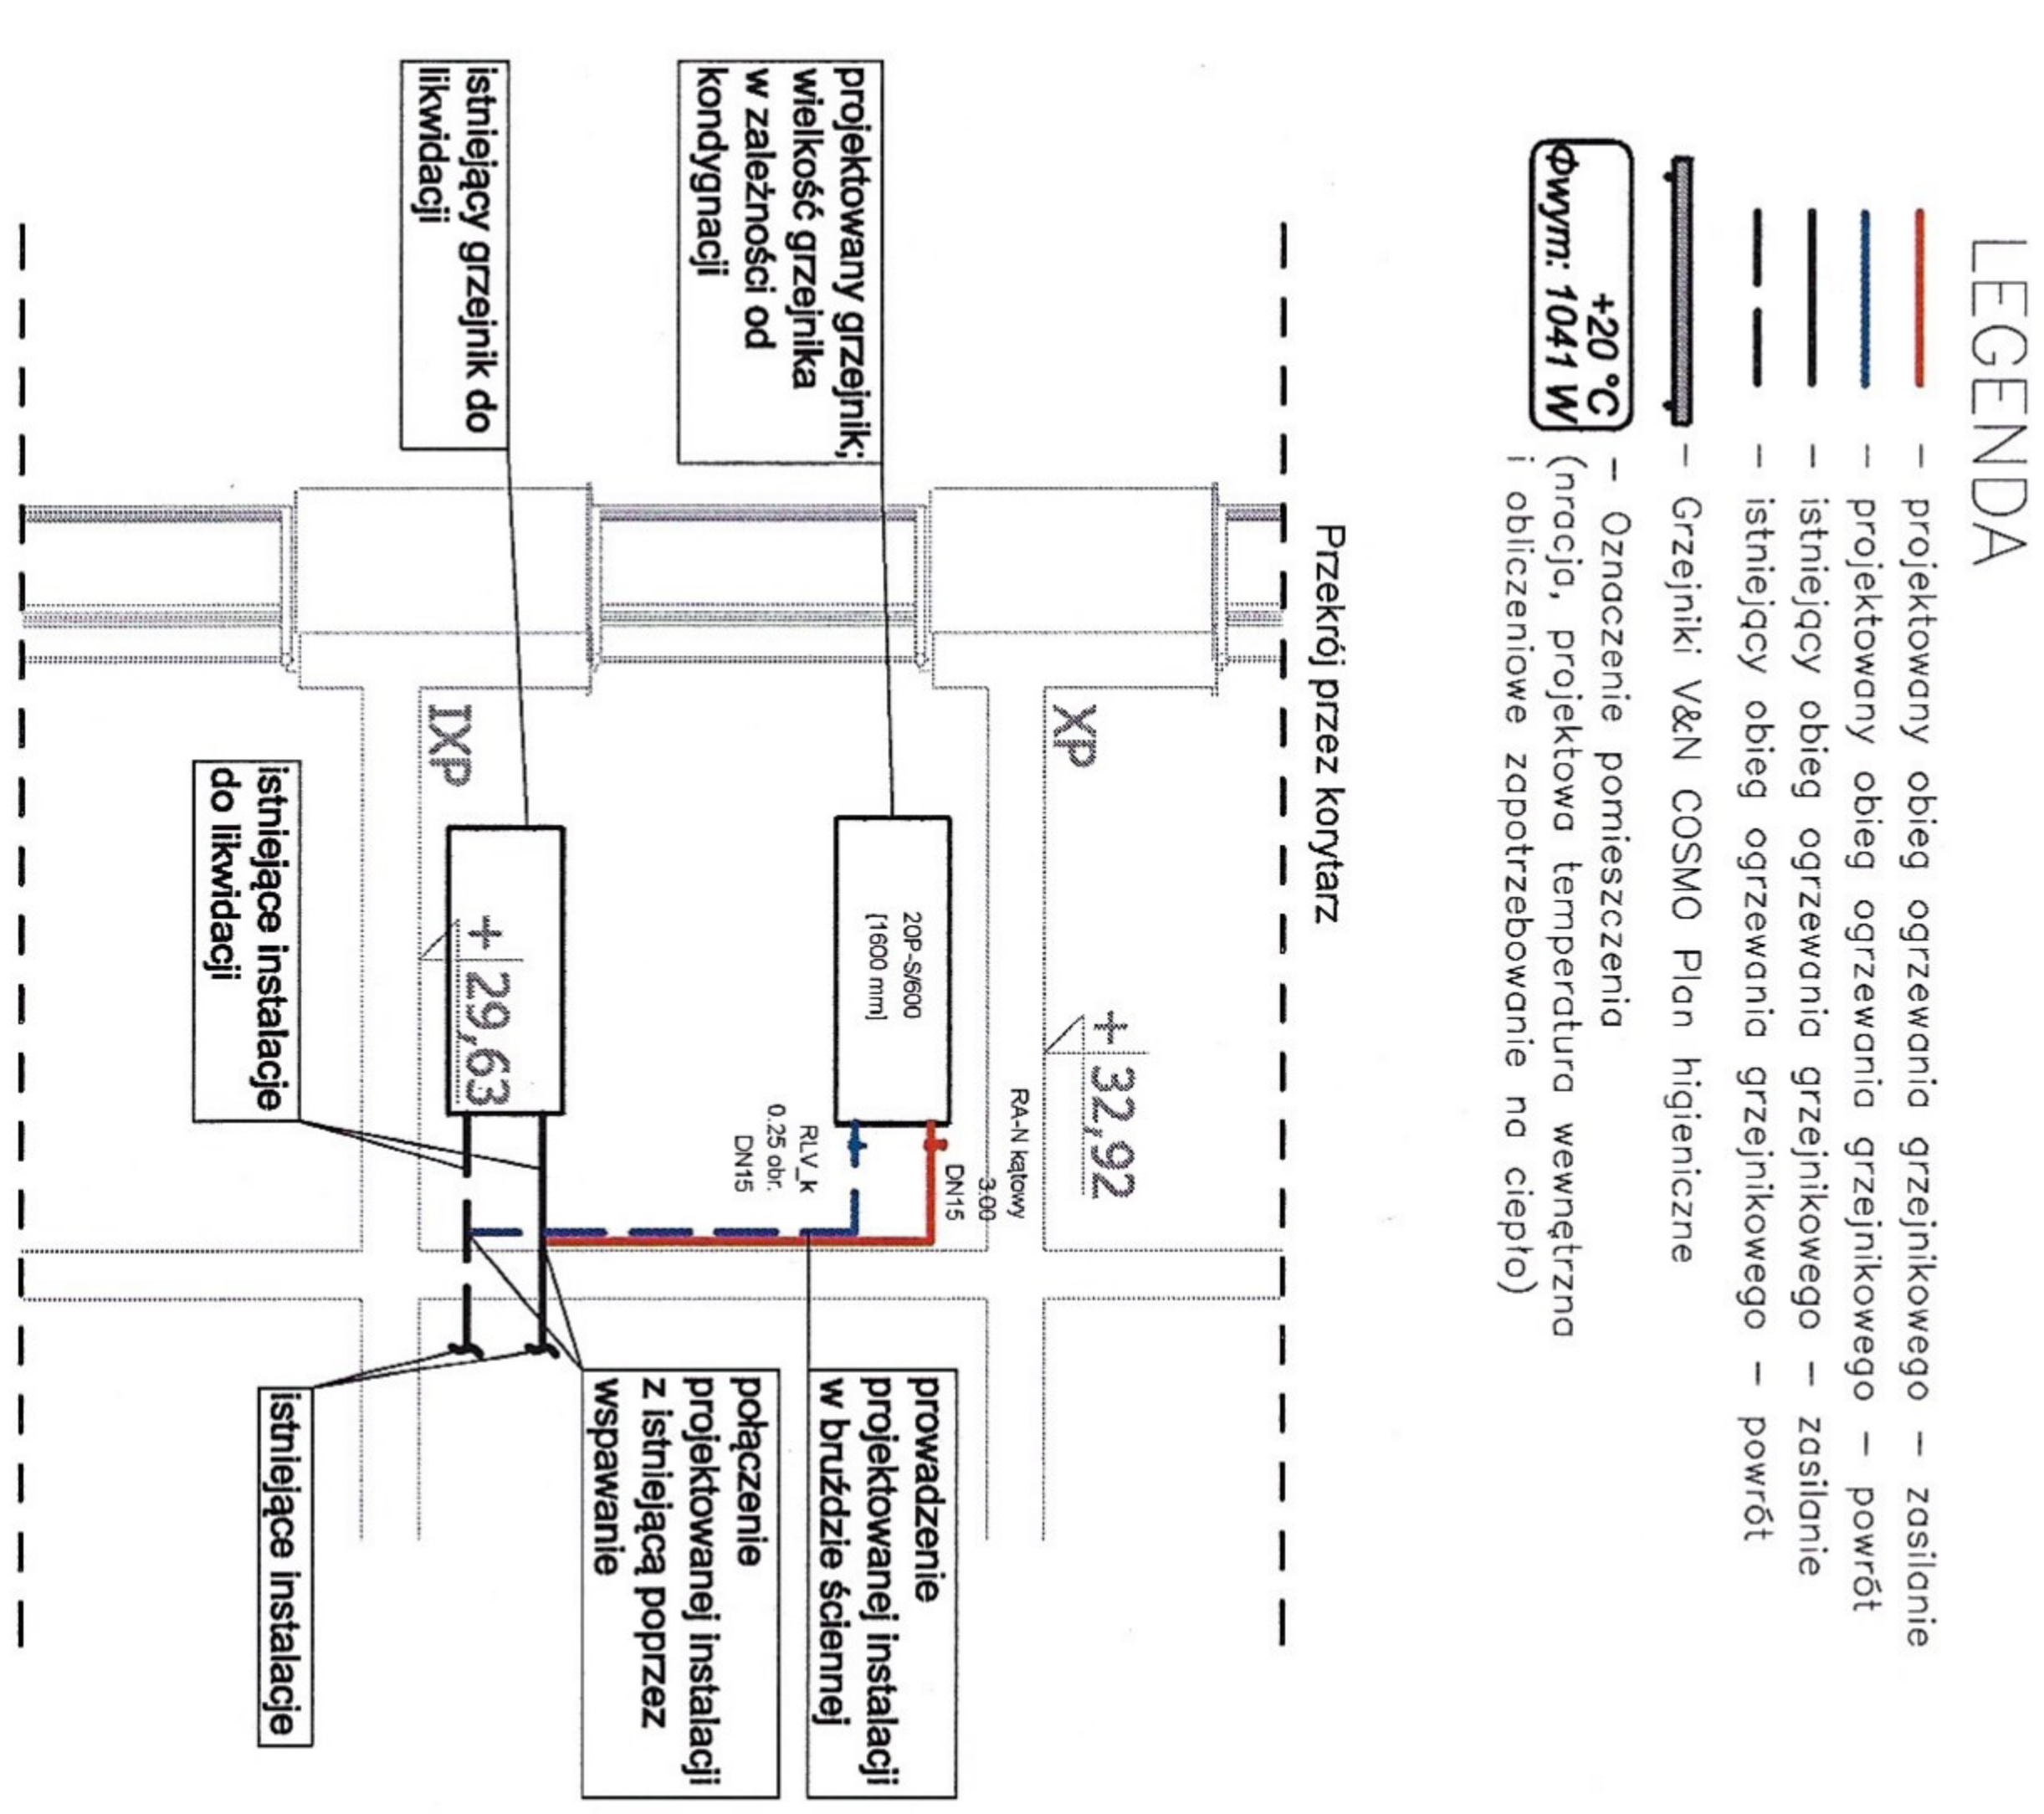 LEGENDA
— projektowany obieg ogrzewania grzejnikowego — zasilanie
— projektowany obieg ogrzewania grzejnikowego — powrót
— istniejący obieg ogrzewania grzejnikowego — zasilanie
— istniejący obieg ogrzewania grzejnikowego — powrót
— Grzejniki V&N COSMO Plan higieniczne
+20 °C
Φwym: 1041 W
— Oznaczenie pomieszczenia
(nracja, projektowa temperatura wewnętrzna
i obliczeniowe zapotrzebowanie na ciepło)
Przekrój przez korytarz
XP
+ 32,92
RA-N kątowy
3.00
DN15
projektowany grzejnik;
wielkość grzejnika
w zależności od
kondygnacji
20P-S/600
[1600 mm]
RLV_k
0.25 obr.
DN15
prowadzenie
projektowanej instalacji
w bruździe ściennej
połączenie
projektowanej instalacji
z istniejącą poprzez
wspawanie
istniejący grzejnik do
likwidacji
IXP
+ 29,63
istniejące instalacje
do likwidacji
istniejące instalacje